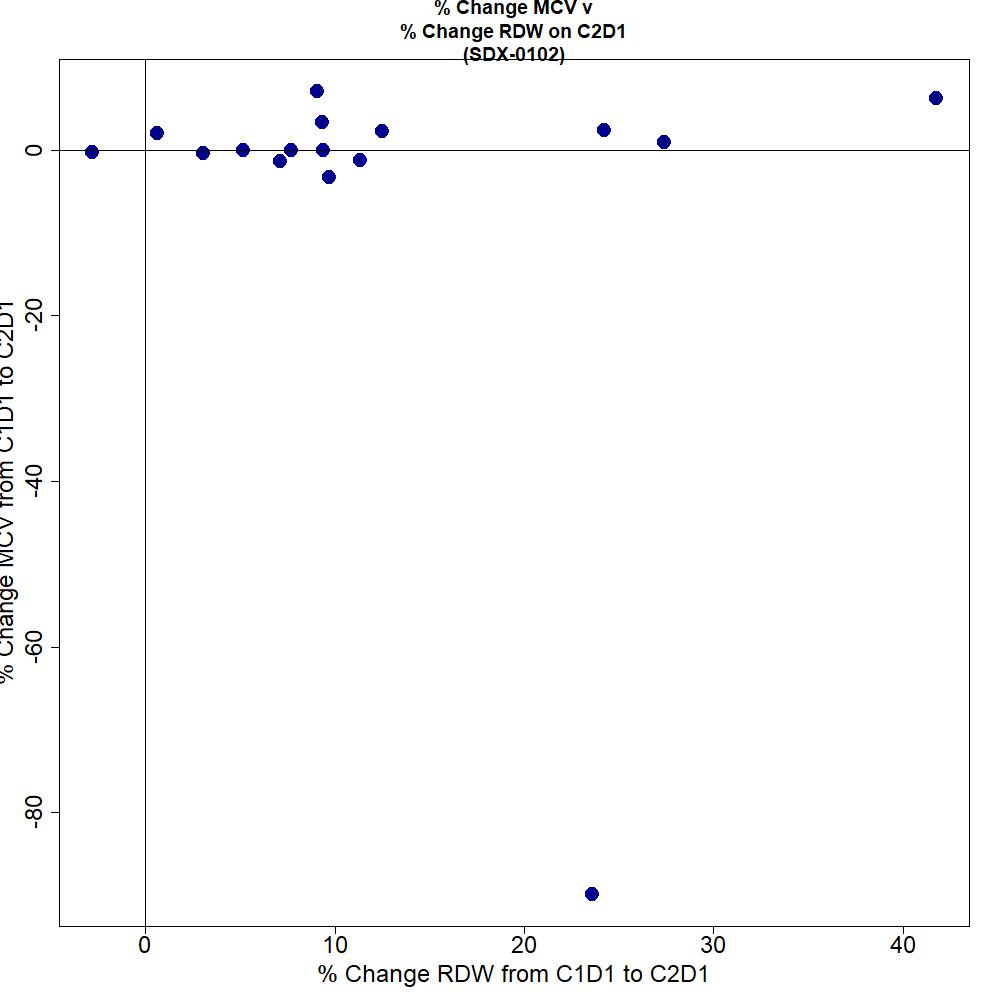 % Change MCV v
% Change RDW on C2D1
(SDX-0102)
% Change MCV from C1D1 to C2D1
0
-20
-40
-60
-80
0
10
20
30
40
% Change RDW from C1D1 to C2D1